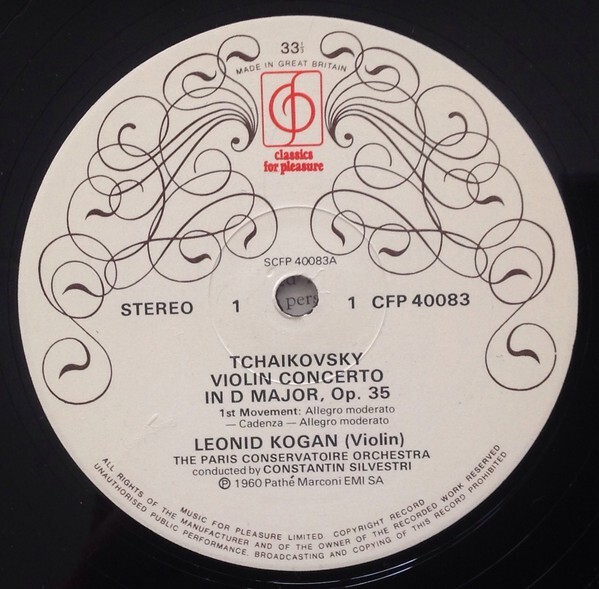 33⅓
MADE IN GREAT BRITAIN
classics
for pleasure
SCFP 40083A
pers
STEREO 1 1 CFP 40083
TCHAIKOVSKY
VIOLIN CONCERTO
IN D MAJOR, Op. 35
1st Movement: Allegro moderato
— Cadenza — Allegro moderato
LEONID KOGAN (Violin)
THE PARIS CONSERVATOIRE ORCHESTRA
conducted by CONSTANTIN SILVESTRI
℗ 1960 Pathé Marconi EMI SA
ALL RIGHTS OF THE MUSIC FOR PLEASURE LIMITED. COPYRIGHT RECORD
MANUFACTURER AND OF THE OWNER OF THE RECORDED WORK RESERVED
UNAUTHORISED PUBLIC PERFORMANCE, BROADCASTING AND COPYING OF THIS RECORD PROHIBITED